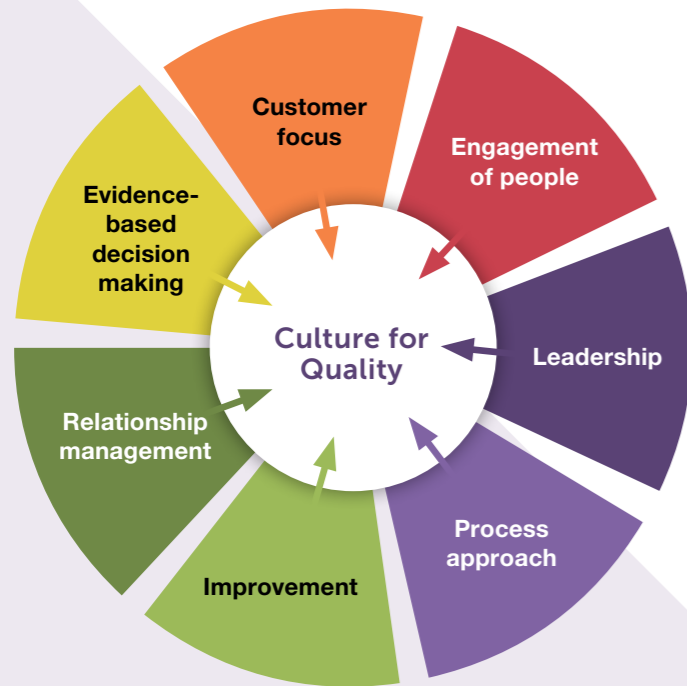 Customer
focus
Engagement
of people
Leadership
Process
approach
Improvement
Relationship
management
Evidence-
based
decision
making
Culture for
Quality